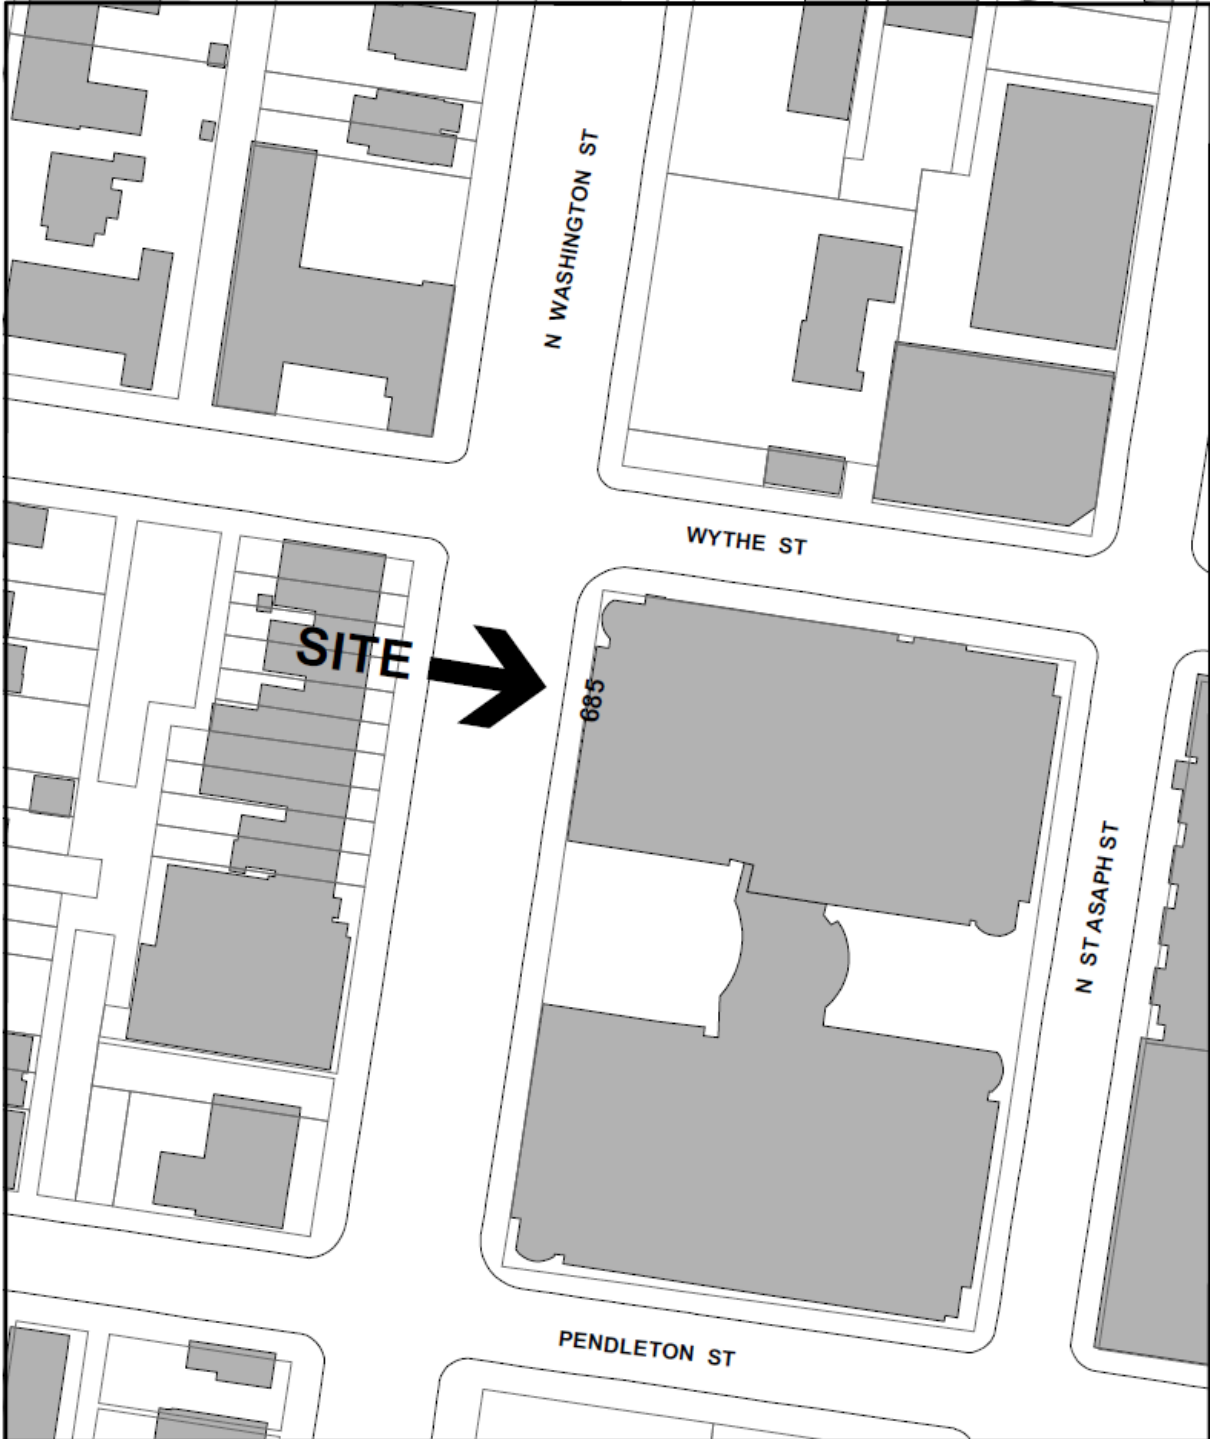 N WASHINGTON ST
WYTHE ST
SITE
685
N ST ASAPH ST
PENDLETON ST